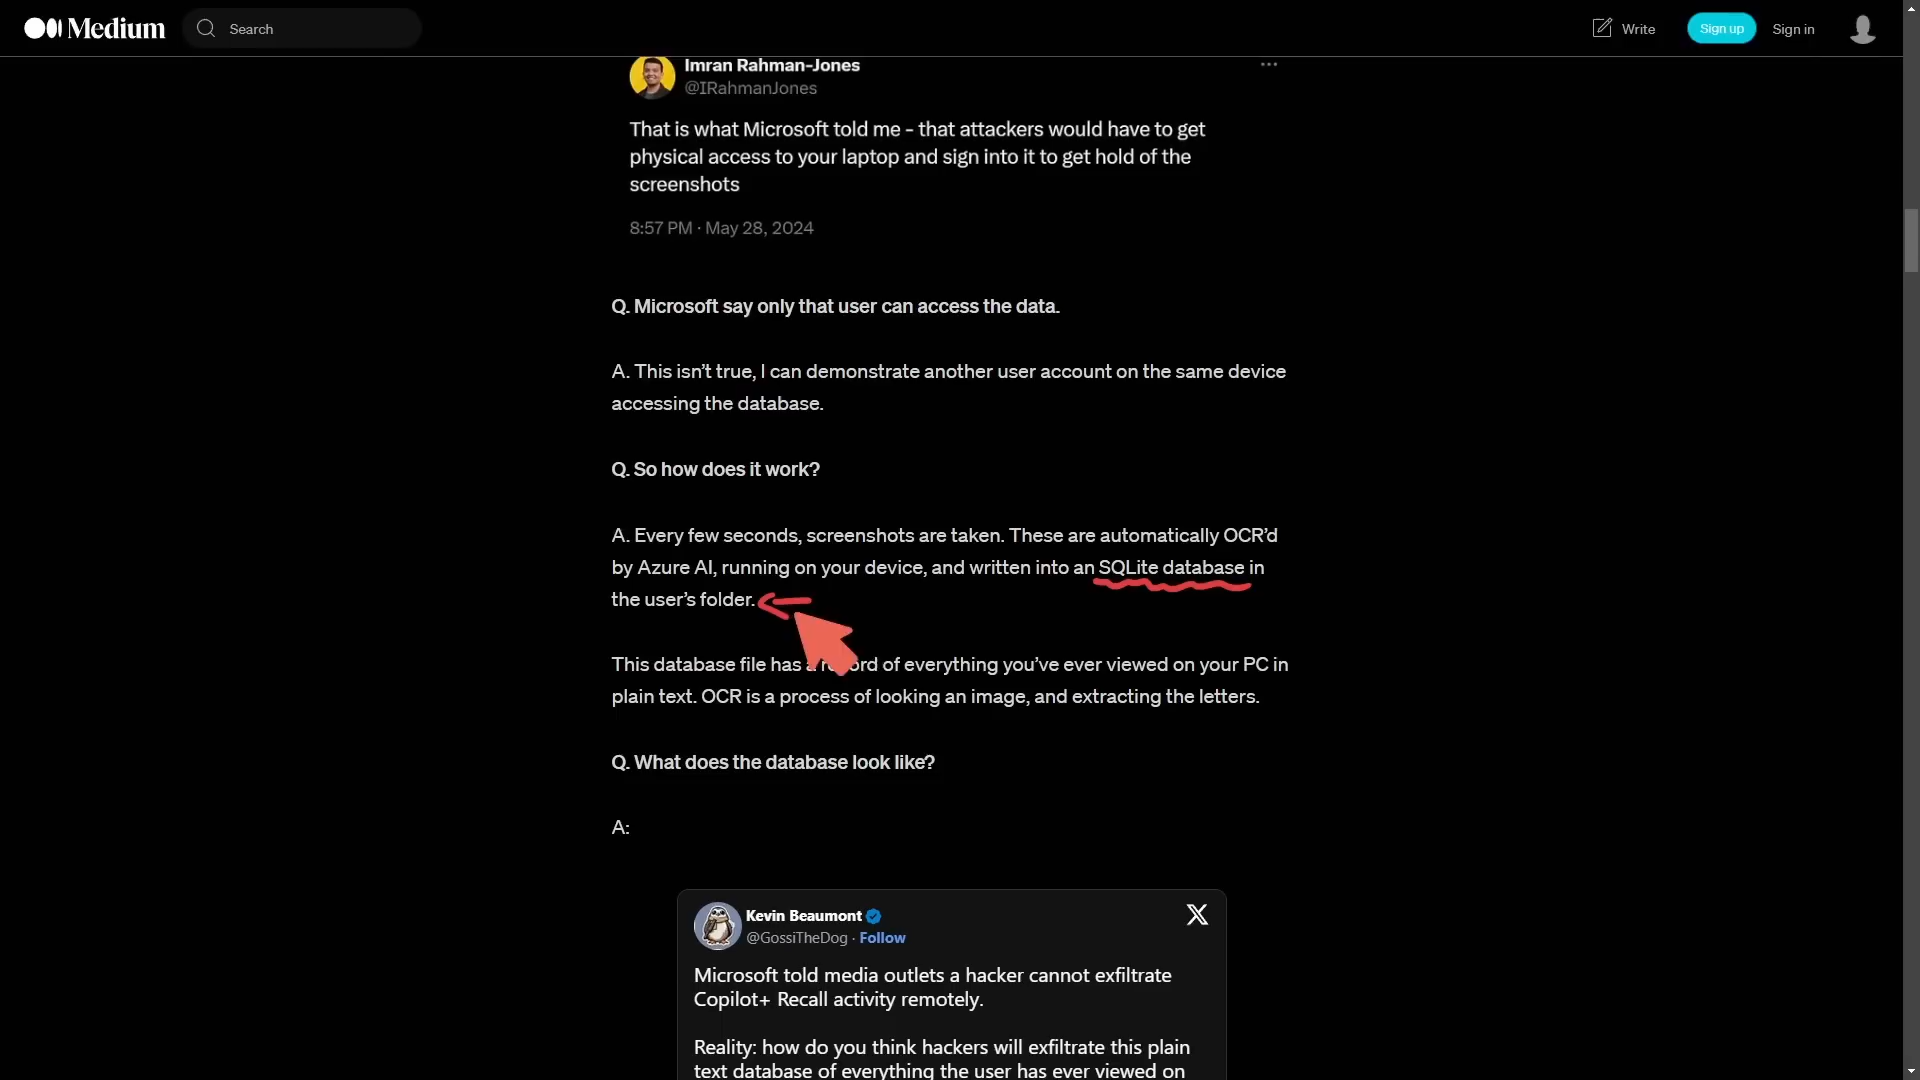 Medium
Search
Write
Sign up
Sign in
Imran Rahman-Jones
@IRahmanJones
That is what Microsoft told me - that attackers would have to get
physical access to your laptop and sign into it to get hold of the
screenshots
8:57 PM · May 28, 2024
Q. Microsoft say only that user can access the data.
A. This isn’t true, I can demonstrate another user account on the same device
accessing the database.
Q. So how does it work?
A. Every few seconds, screenshots are taken. These are automatically OCR’d
by Azure AI, running on your device, and written into an SQLite database in
the user’s folder.
This database file has a record of everything you’ve ever viewed on your PC in
plain text. OCR is a process of looking an image, and extracting the letters.
Q. What does the database look like?
A:
Kevin Beaumont
@GossiTheDog · Follow
Microsoft told media outlets a hacker cannot exfiltrate
Copilot+ Recall activity remotely.
Reality: how do you think hackers will exfiltrate this plain
text database of everything the user has ever viewed on